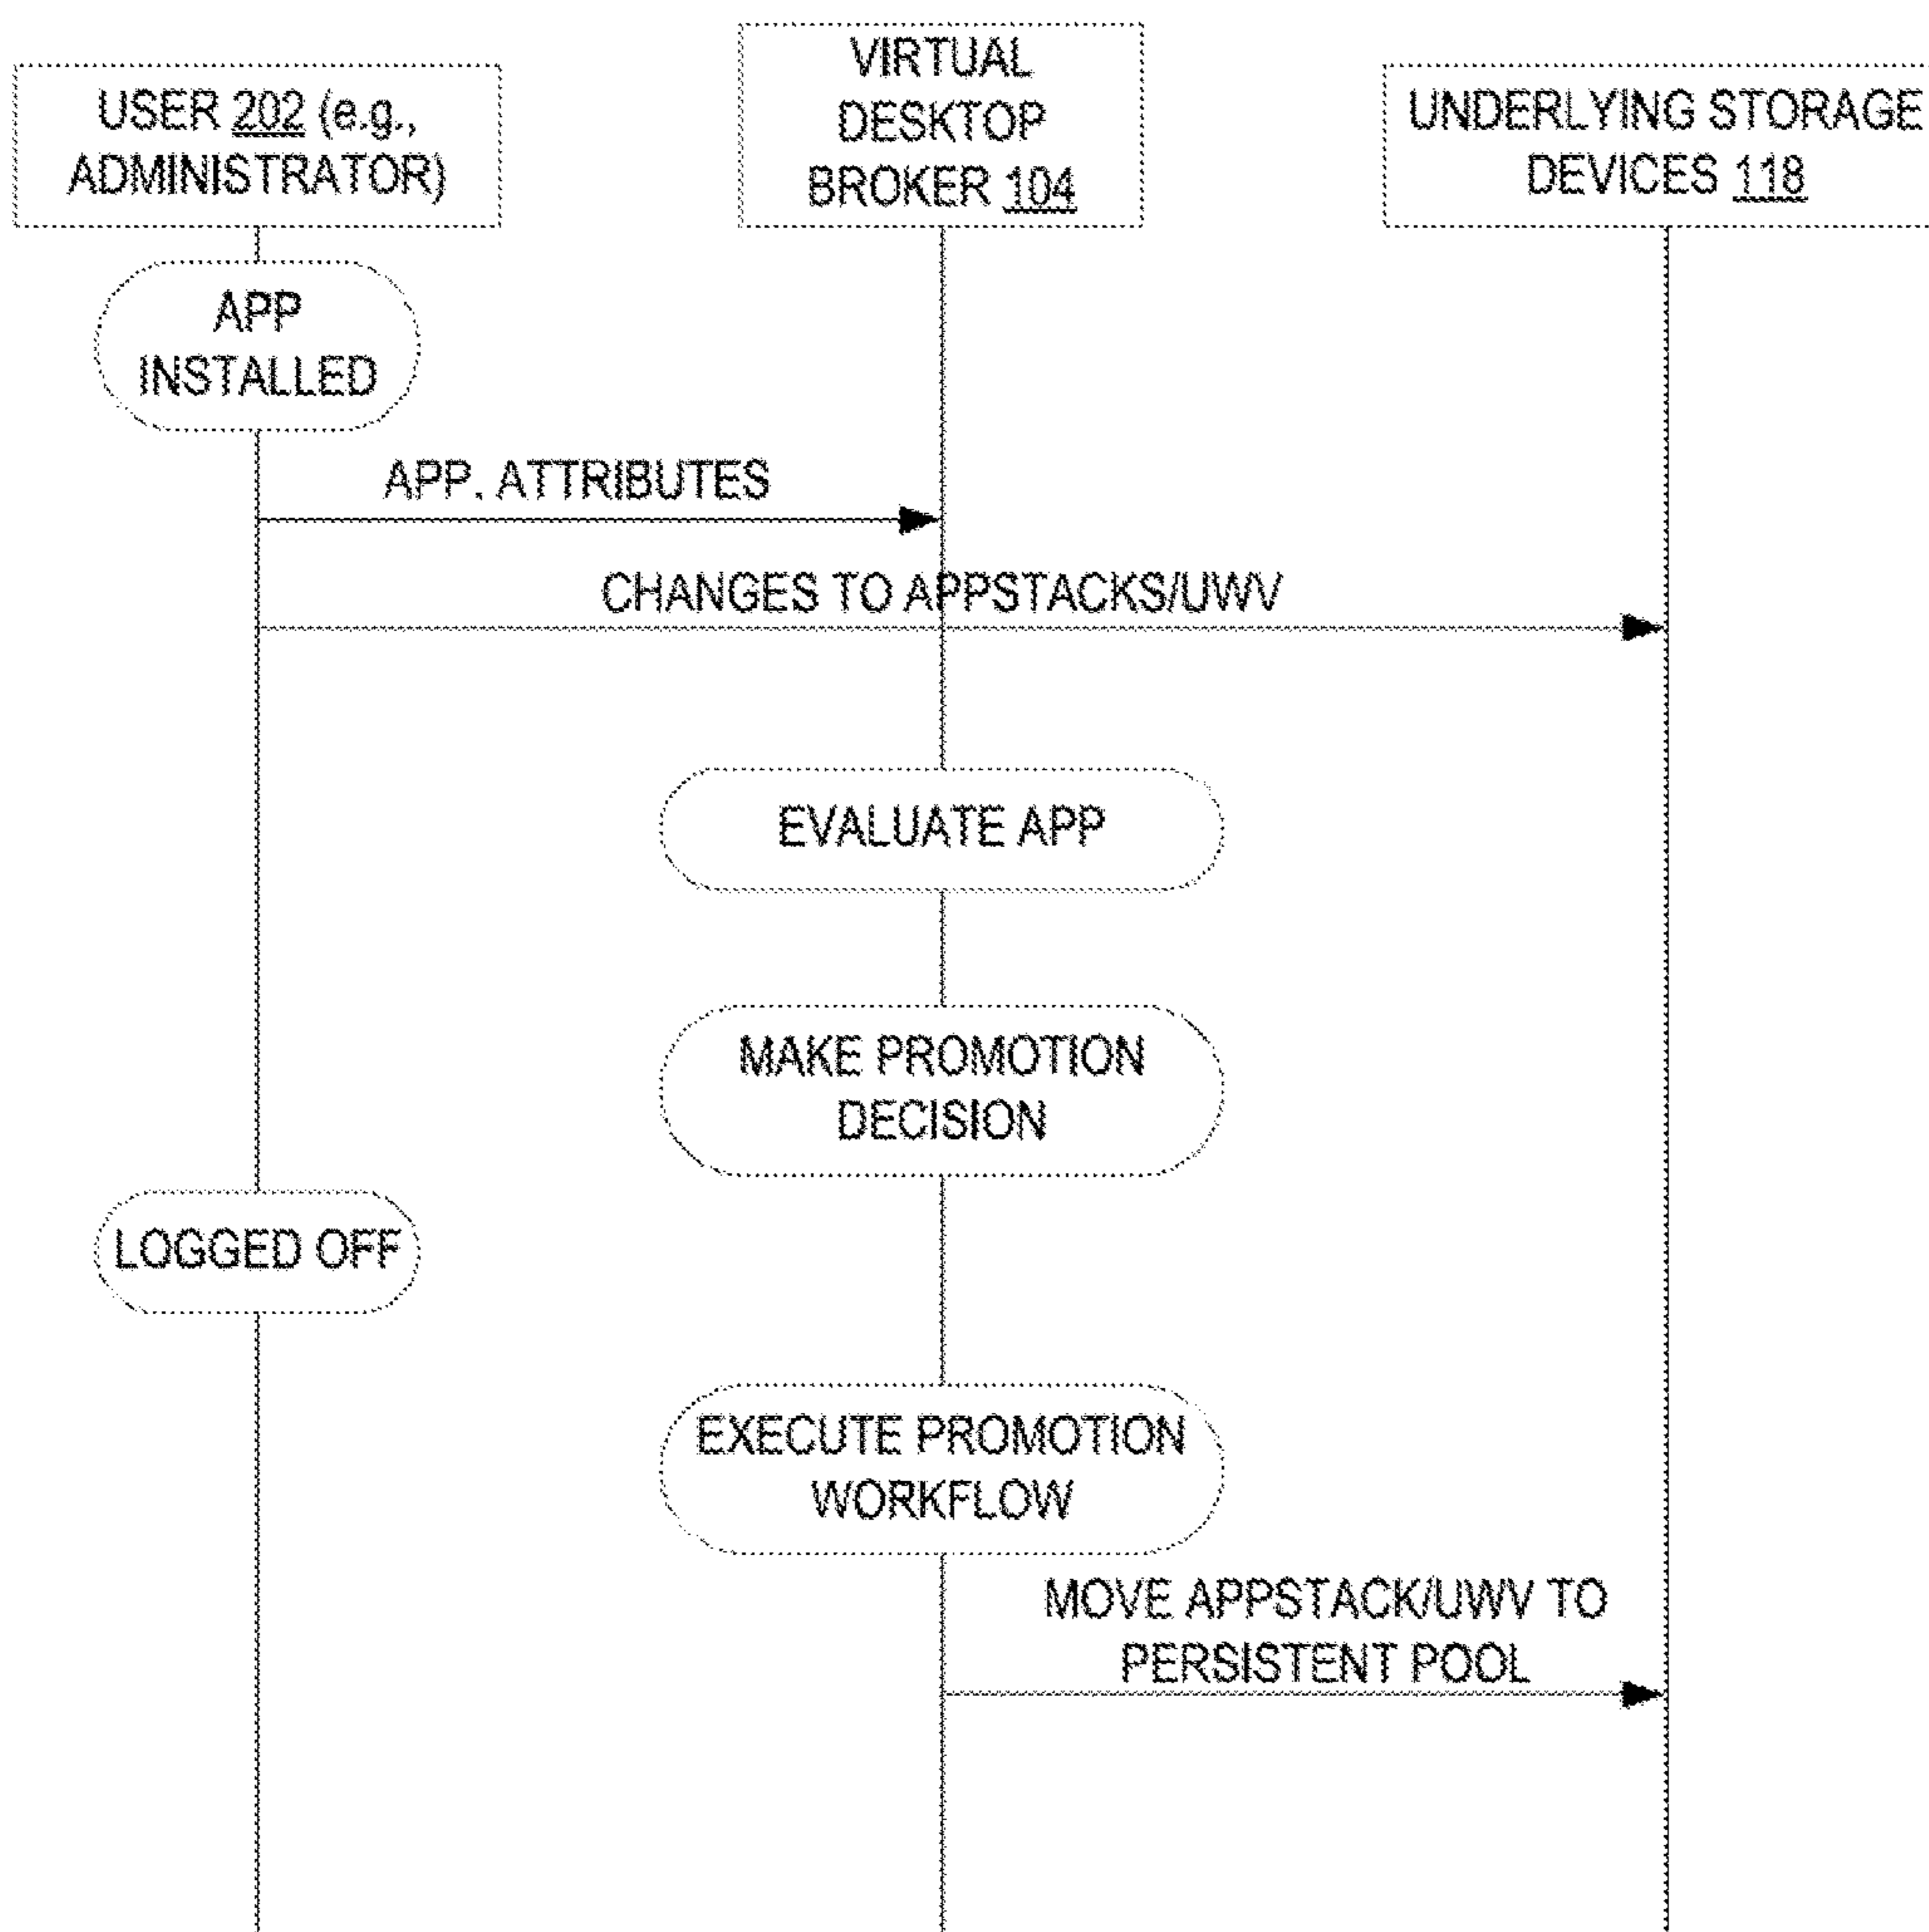 USER 202 (e.g.,
ADMINISTRATOR)
VIRTUAL
DESKTOP
BROKER 104
UNDERLYING STORAGE
DEVICES 118
APP
INSTALLED
APP. ATTRIBUTES
CHANGES TO APPSTACKS/UWV
EVALUATE APP
MAKE PROMOTION
DECISION
LOGGED OFF
EXECUTE PROMOTION
WORKFLOW
MOVE APPSTACK/UWV TO
PERSISTENT POOL